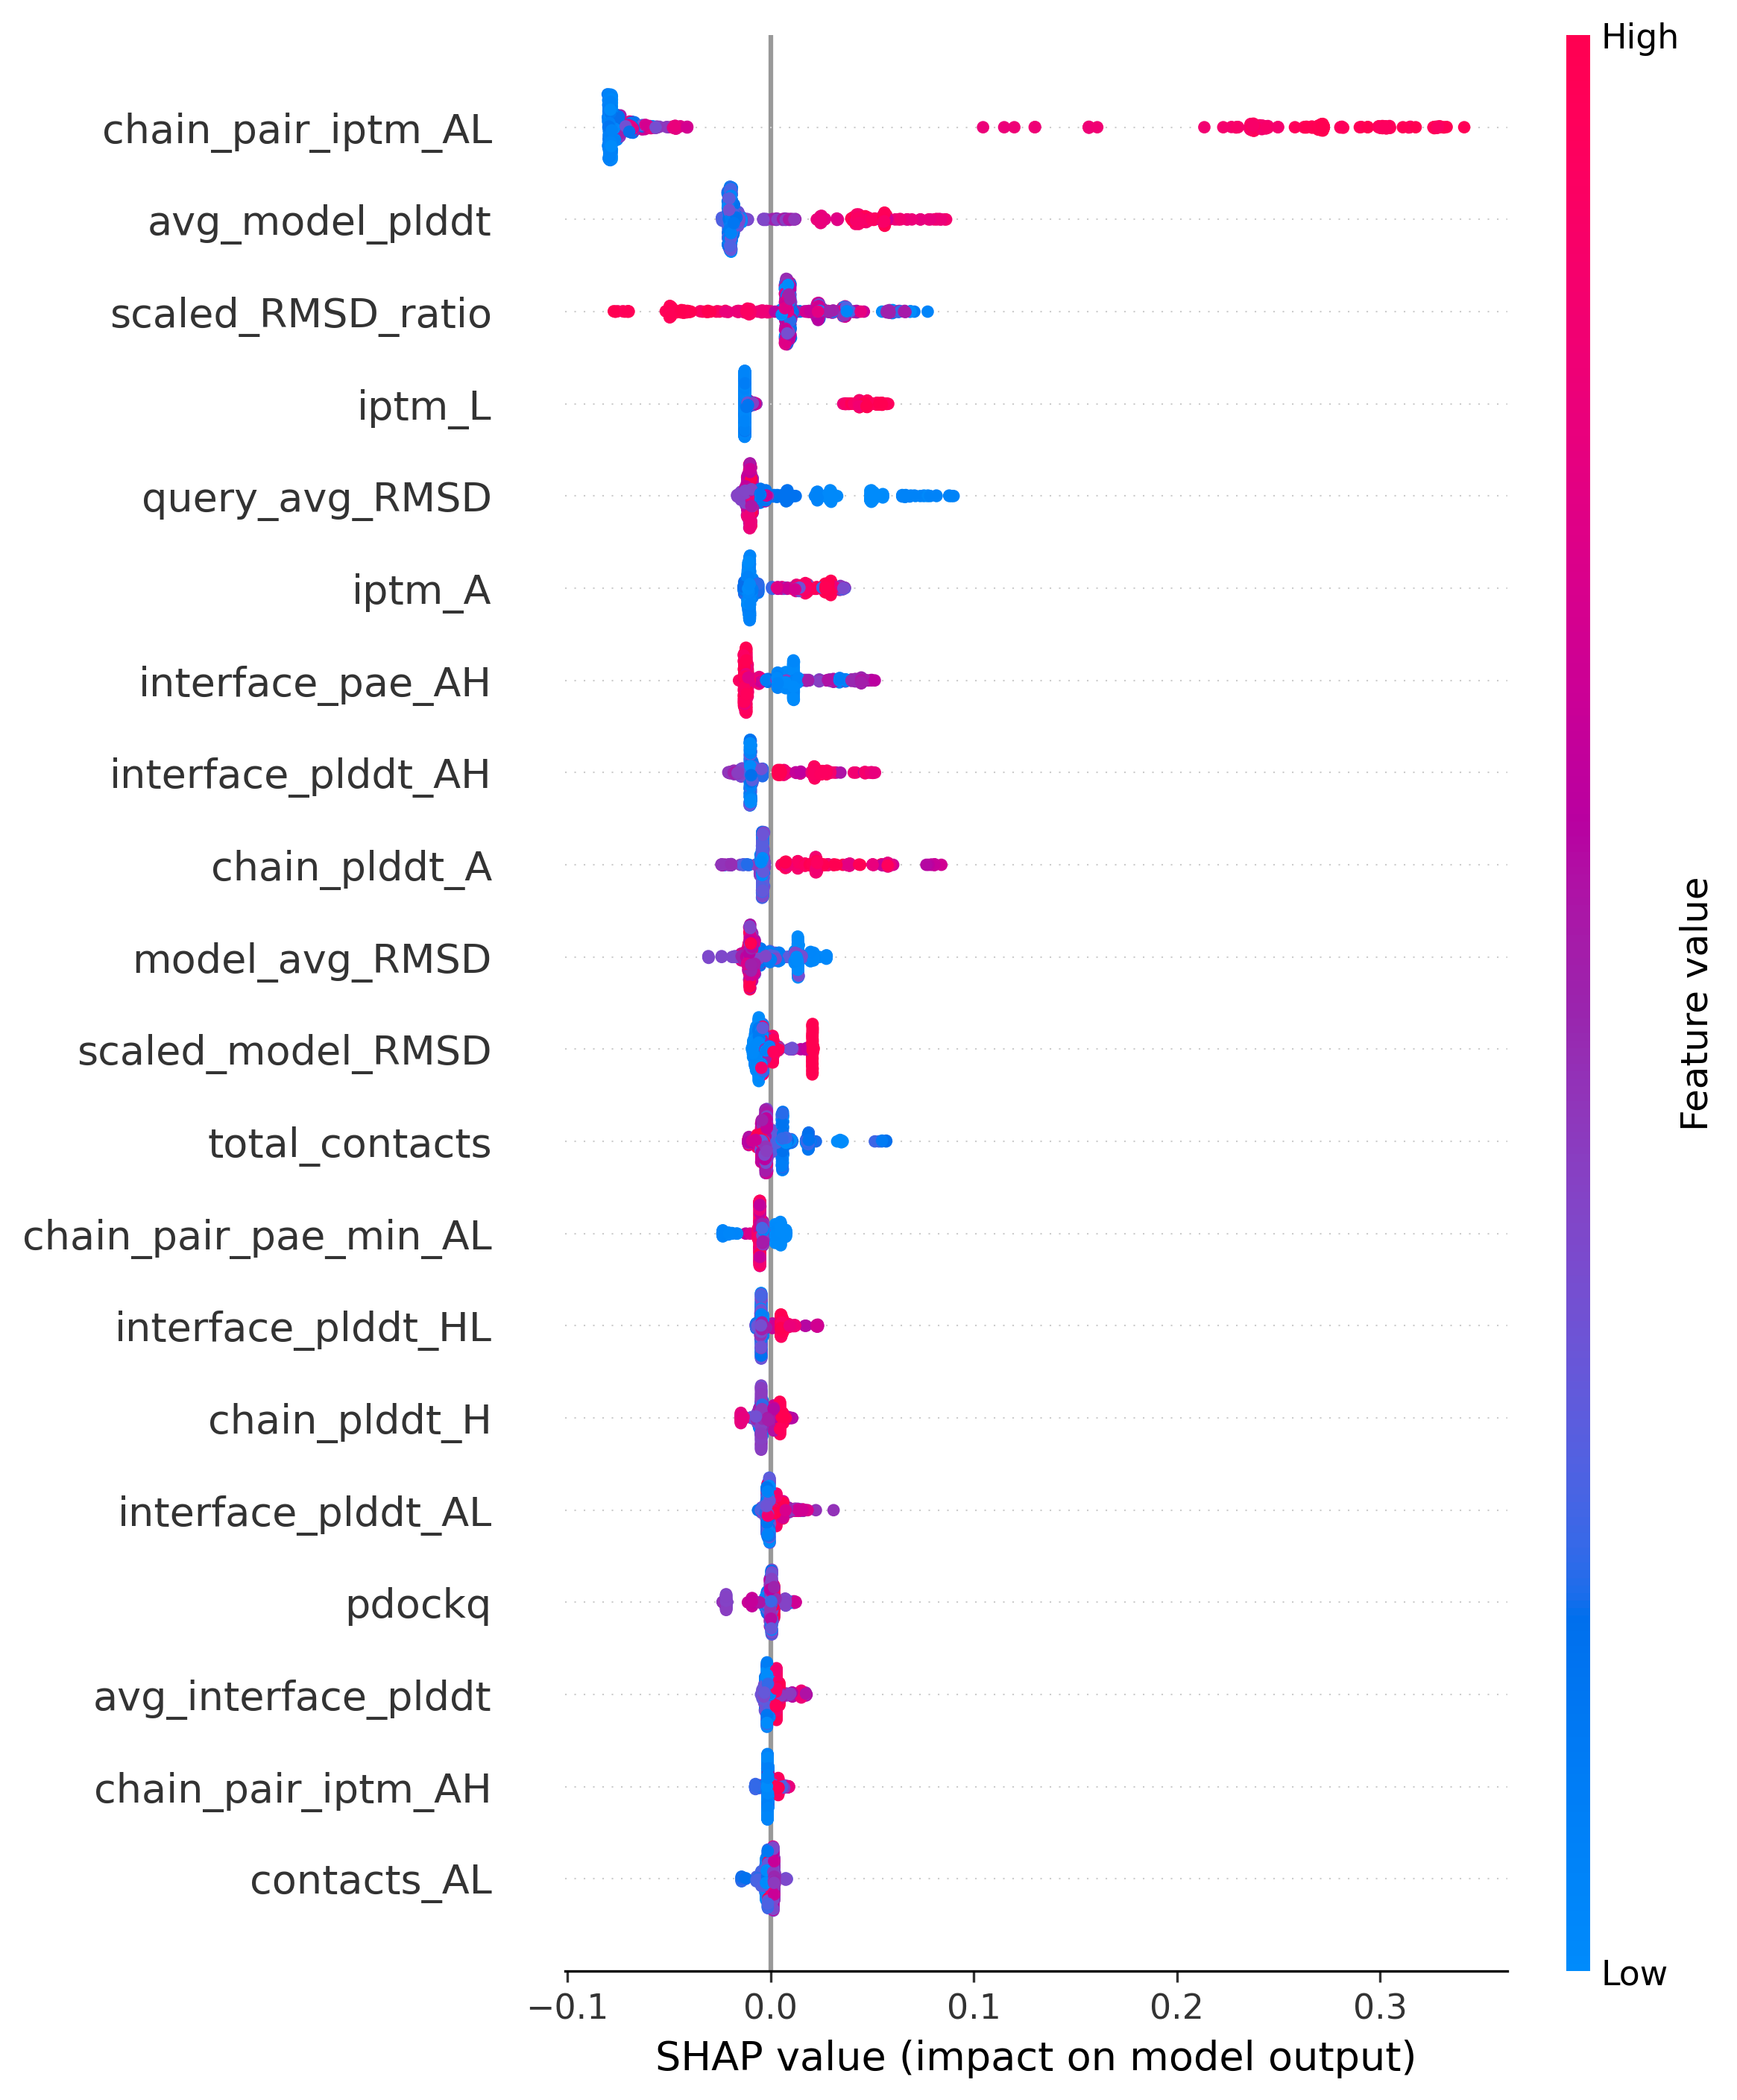 High
chain_pair_iptm_AL
avg_model_plddt
scaled_RMSD_ratio
iptm_L
query_avg_RMSD
iptm_A
interface_pae_AH
interface_plddt_AH
chain_plddt_A
model_avg_RMSD
scaled_model_RMSD
total_contacts
chain_pair_pae_min_AL
interface_plddt_HL
chain_plddt_H
interface_plddt_AL
pdockq
avg_interface_plddt
chain_pair_iptm_AH
contacts_AL
Feature value
Low
−0.1 0.0 0.1 0.2 0.3
SHAP value (impact on model output)